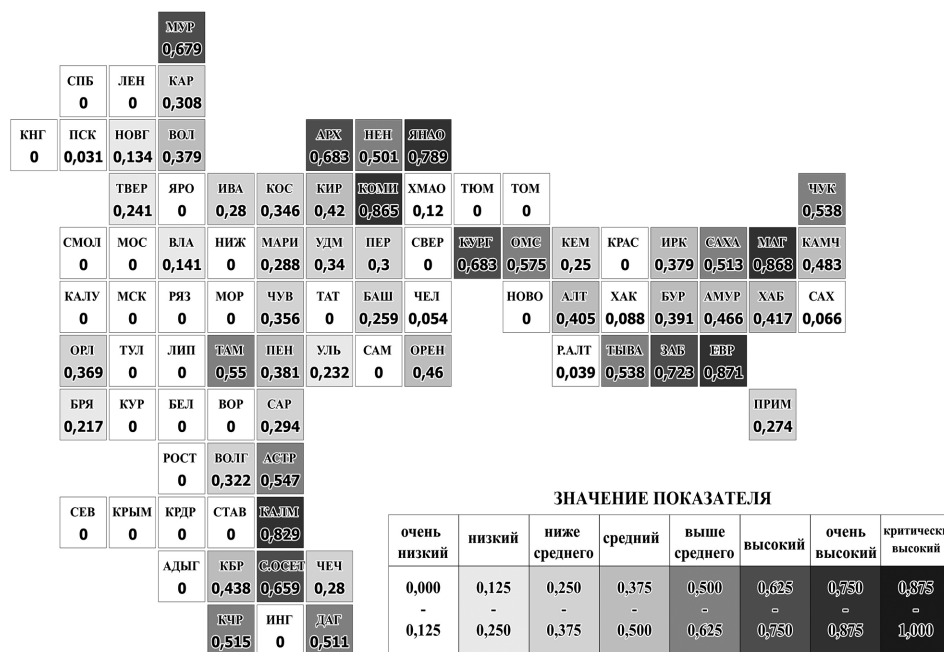 МУР
0,679
СПБ ЛЕН КАР
0 0 0,308
КНГ ПСК НОВГ ВОЛ АРХ НЕН ЯНАО
0 0,031 0,134 0,379 0,683 0,501 0,789
ТВЕР ЯРО ИВА КОС КИР КОМИ ХМАО ТЮМ ТОМ ЧУК
0,241 0 0,28 0,346 0,42 0,865 0,12 0 0 0,538
СМОЛ МОС ВЛА НИЖ МАРИ УДМ ПЕР СВЕР КУРГ ОМС КЕМ КРАС ИРК САХА МАГ КАМЧ
0 0 0,141 0 0,288 0,34 0,3 0 0,683 0,575 0,25 0 0,379 0,513 0,868 0,483
КАЛУ МСК РЯЗ МОР ЧУВ ТАТ БАШ ЧЕЛ НОВО АЛТ ХАК БУР АМУР ХАБ САХ
0 0 0 0 0,356 0 0,259 0,054 0 0,405 0,088 0,391 0,466 0,417 0,066
ОРЛ ТУЛ ЛИП ТАМ ПЕН УЛЬ САМ ОРЕН Р.АЛТ ТЫВА ЗАБ ЕВР
0,369 0 0 0,55 0,381 0,232 0 0,46 0,039 0,538 0,723 0,871
БРЯ КУР БЕЛ ВОР САР ПРИМ
0,217 0 0 0 0,294 0,274
РОСТ ВОЛГ АСТР
0 0,322 0,547
СЕВ КРЫМ КРДР СТАВ КАЛМ
0 0 0 0 0,829
АДЫГ КБР С.ОСЕТ ЧЕЧ
0 0,438 0,659 0,28
КЧР ИНГ ДАГ
0,515 0 0,511
ЗНАЧЕНИЕ ПОКАЗАТЕЛЯ
очень низкий ниже средний выше высокий очень критически
низкий среднего среднего высокий высокий
0,000 0,125 0,250 0,375 0,500 0,625 0,750 0,875
- - - - - - - -
0,125 0,250 0,375 0,500 0,625 0,750 0,875 1,000